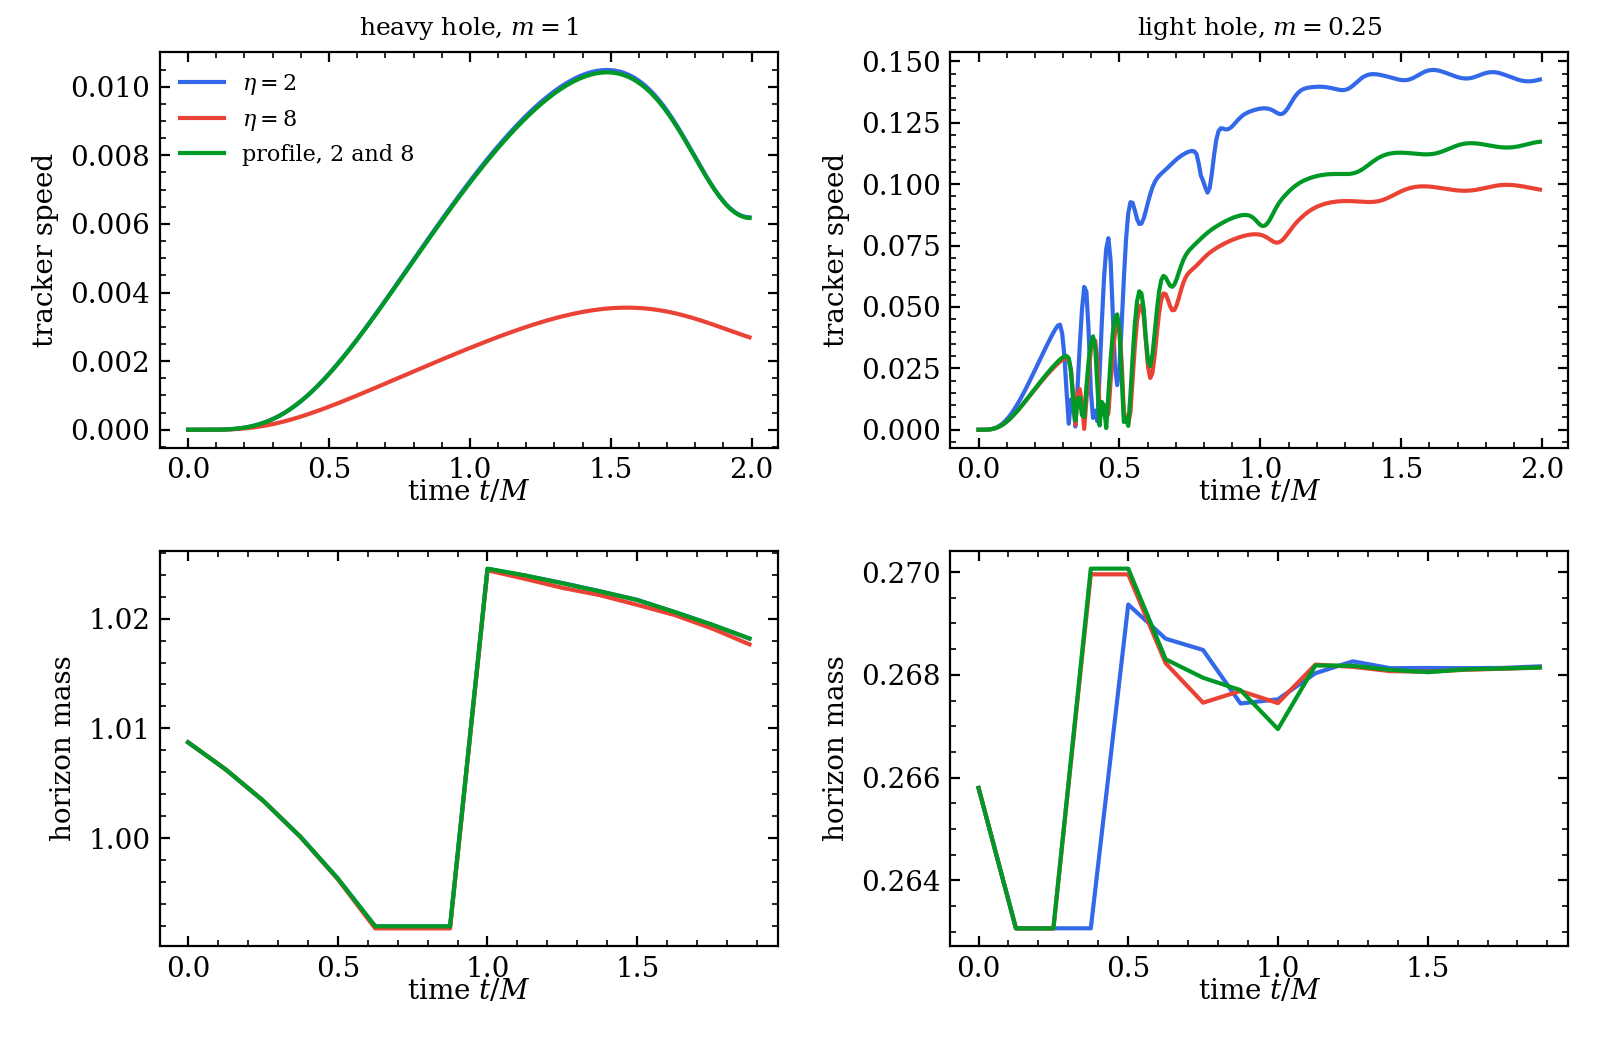 heavy hole, m = 1
tracker speed
0.010
0.008
0.006
0.004
0.002
0.000
η = 2
η = 8
profile, 2 and 8
0.0 0.5 1.0 1.5 2.0
time t/M
light hole, m = 0.25
tracker speed
0.150
0.125
0.100
0.075
0.050
0.025
0.000
0.0 0.5 1.0 1.5 2.0
time t/M
horizon mass
1.02
1.01
1.00
0.0 0.5 1.0 1.5
time t/M
horizon mass
0.270
0.268
0.266
0.264
0.0 0.5 1.0 1.5
time t/M